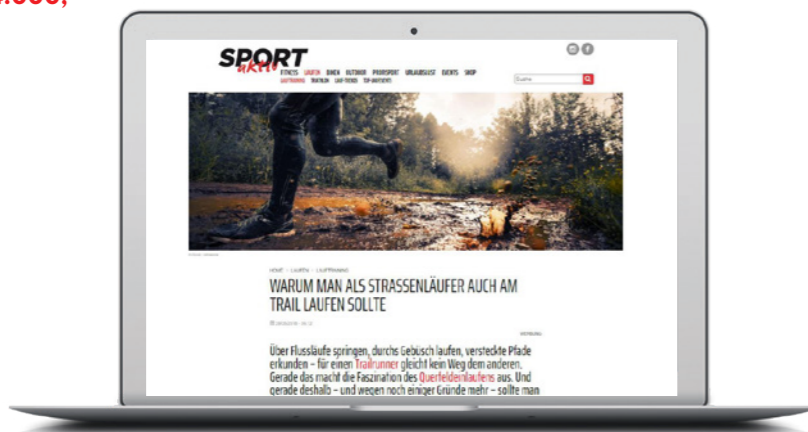 SPORT
aktiv
FITNESS LAUFEN BIKEN OUTDOOR PROFISPORT URLAUBSLUST EVENTS SHOP
LAUFTRAINING TRIATHLON LAUF-TRENDS TOP-LAUFEVENTS
Suche
HOME LAUFEN LAUFTRAINING
WARUM MAN ALS STRASSENLÄUFER AUCH AM
TRAIL LAUFEN SOLLTE
WERBUNG
Über Flussläufe springen, durchs Gebüsch laufen, versteckte Pfade
erkunden – für einen Trailrunner gleicht kein Weg dem anderen.
Gerade das macht die Faszination des Querfeldeinlaufens aus. Und
gerade deshalb – und wegen noch einiger Gründe mehr – sollte man